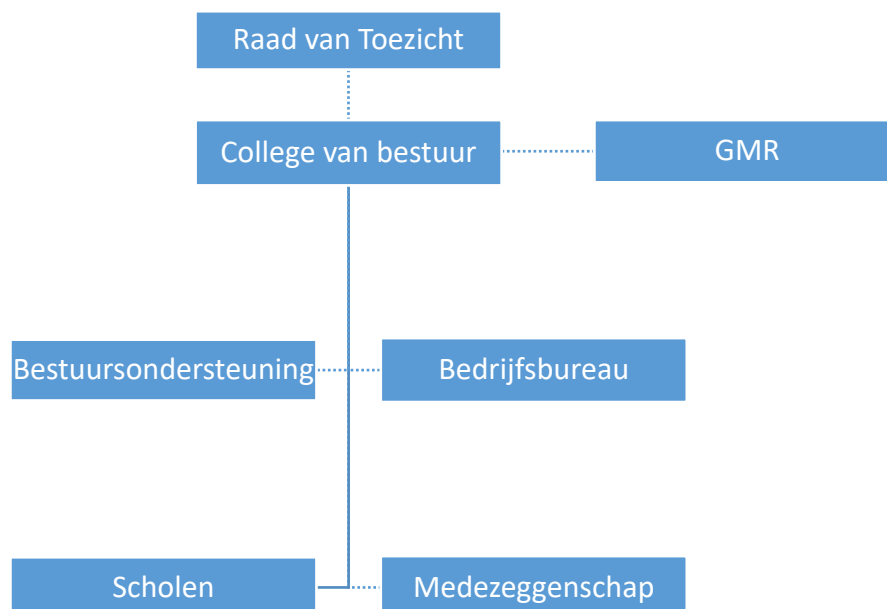 Raad van Toezicht
College van bestuur
GMR
Bestuursondersteuning
Bedrijfsbureau
Scholen
Medezeggenschap